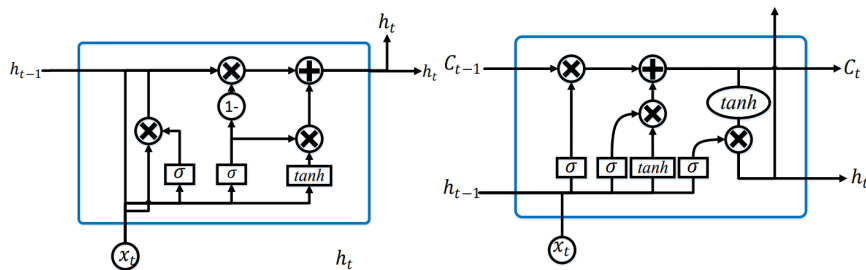 h_t
h_{t-1}
h_t
1-
σ
σ
tanh
x_t
h_t
C_{t-1}
C_t
tanh
σ
σ
tanh
σ
h_{t-1}
h_t
x_t